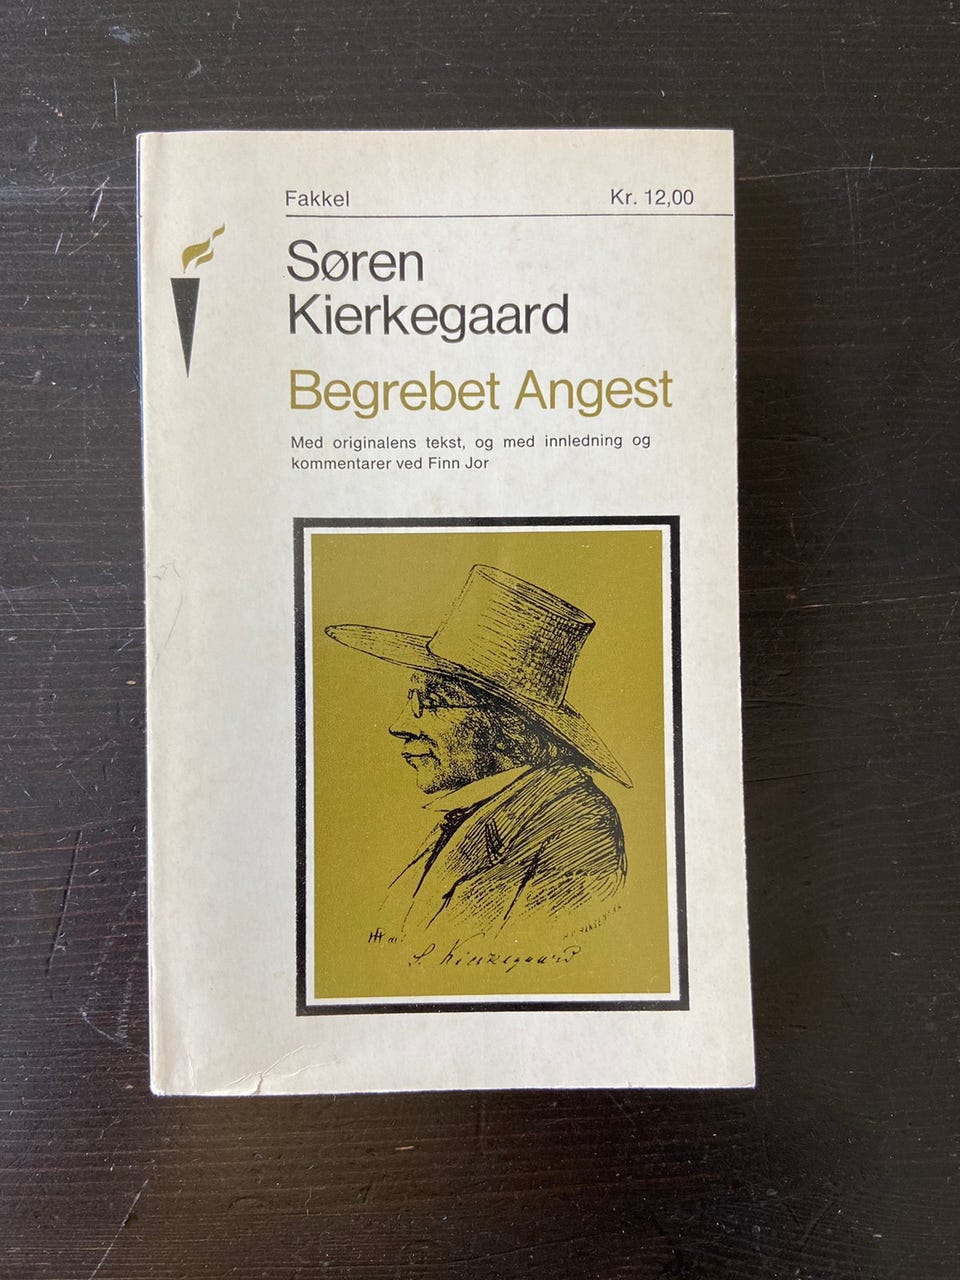 Fakkel Kr. 12,00
Søren
Kierkegaard
Begrebet Angest
Med originalens tekst, og med innledning og
kommentarer ved Finn Jor
S. Kierkegaard